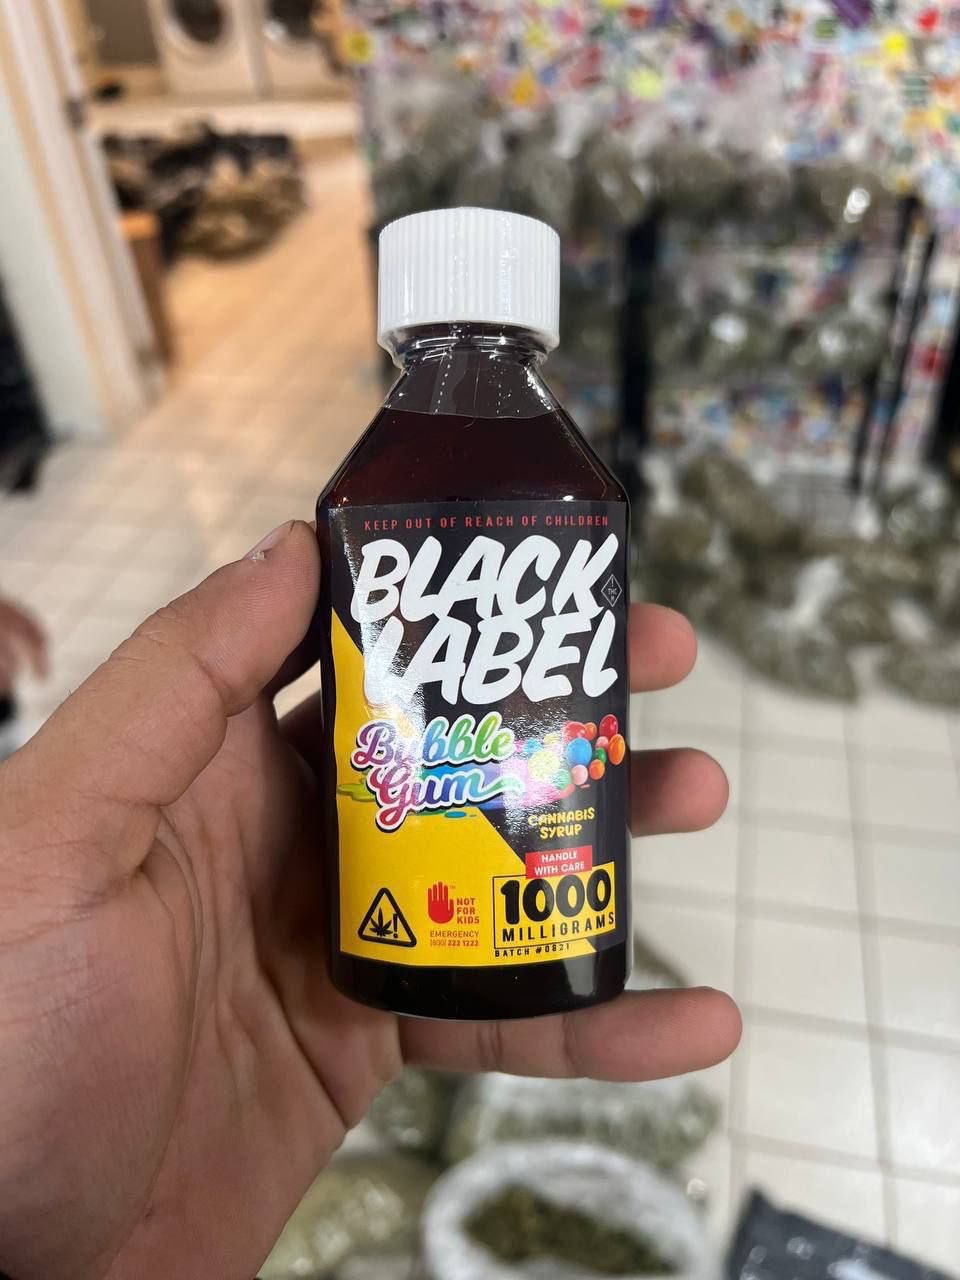 KEEP OUT OF REACH OF CHILDREN
BLACK
LABEL
!
THC
M
Bubble
Gum
CANNABIS
SYRUP
HANDLE
WITH CARE
1000
MILLIGRAMS
BATCH #0821
!
NOT
FOR
KIDS
EMERGENCY
(800) 222 1222